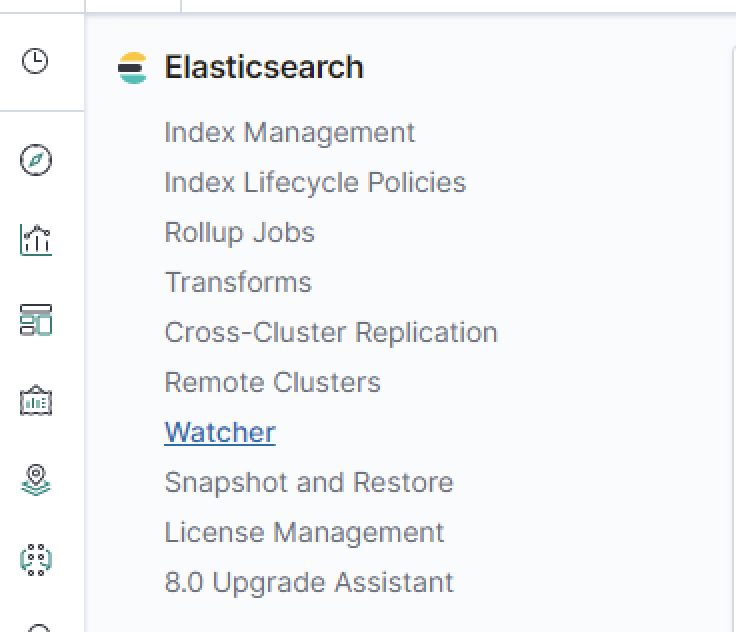 Elasticsearch
Index Management
Index Lifecycle Policies
Rollup Jobs
Transforms
Cross-Cluster Replication
Remote Clusters
Watcher
Snapshot and Restore
License Management
8.0 Upgrade Assistant